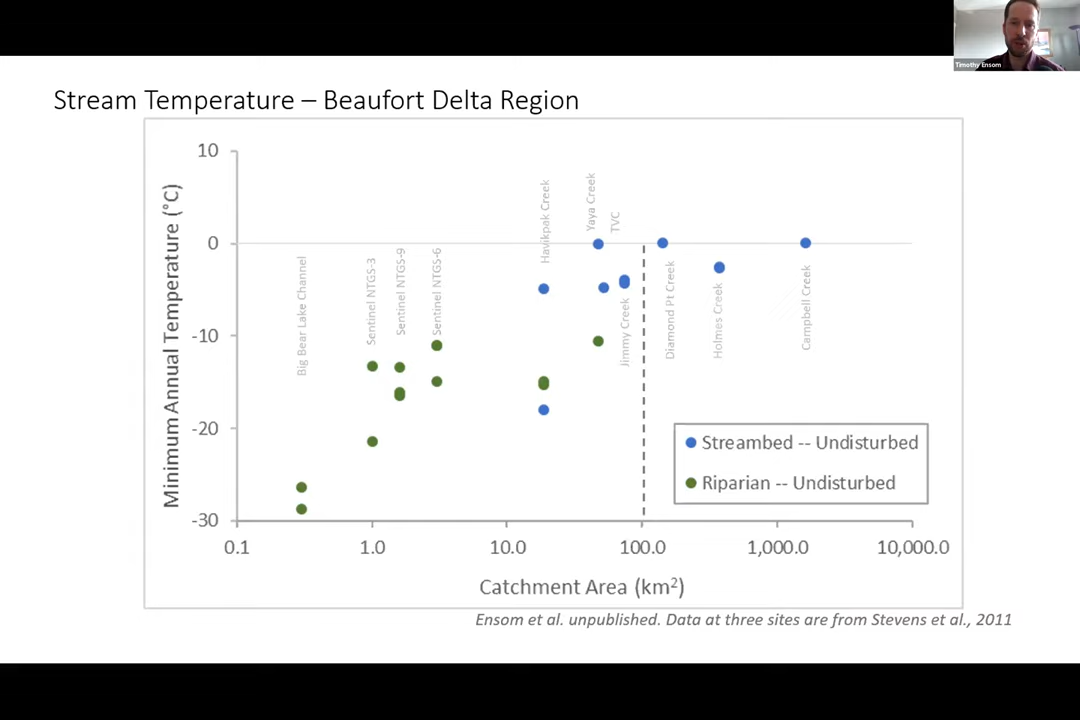 Timothy Ensom
Stream Temperature – Beaufort Delta Region
Minimum Annual Temperature (°C)
10
0
-10
-20
-30
Big Bear Lake Channel
Sentinel NTGS-3
Sentinel NTGS-9
Sentinel NTGS-6
Havikpak Creek
Yaya Creek
TVC
Jimmy Creek
Diamond Pt Creek
Holmes Creek
Campbell Creek
Streambed -- Undisturbed
Riparian -- Undisturbed
0.1
1.0
10.0
100.0
1,000.0
10,000.0
Catchment Area (km²)
Ensom et al. unpublished. Data at three sites are from Stevens et al., 2011